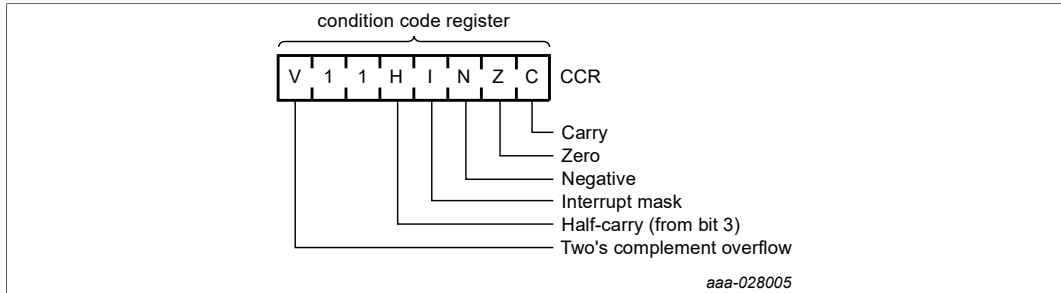 condition code register
V 1 1 H I N Z C CCR
Carry
Zero
Negative
Interrupt mask
Half-carry (from bit 3)
Two's complement overflow
aaa-028005